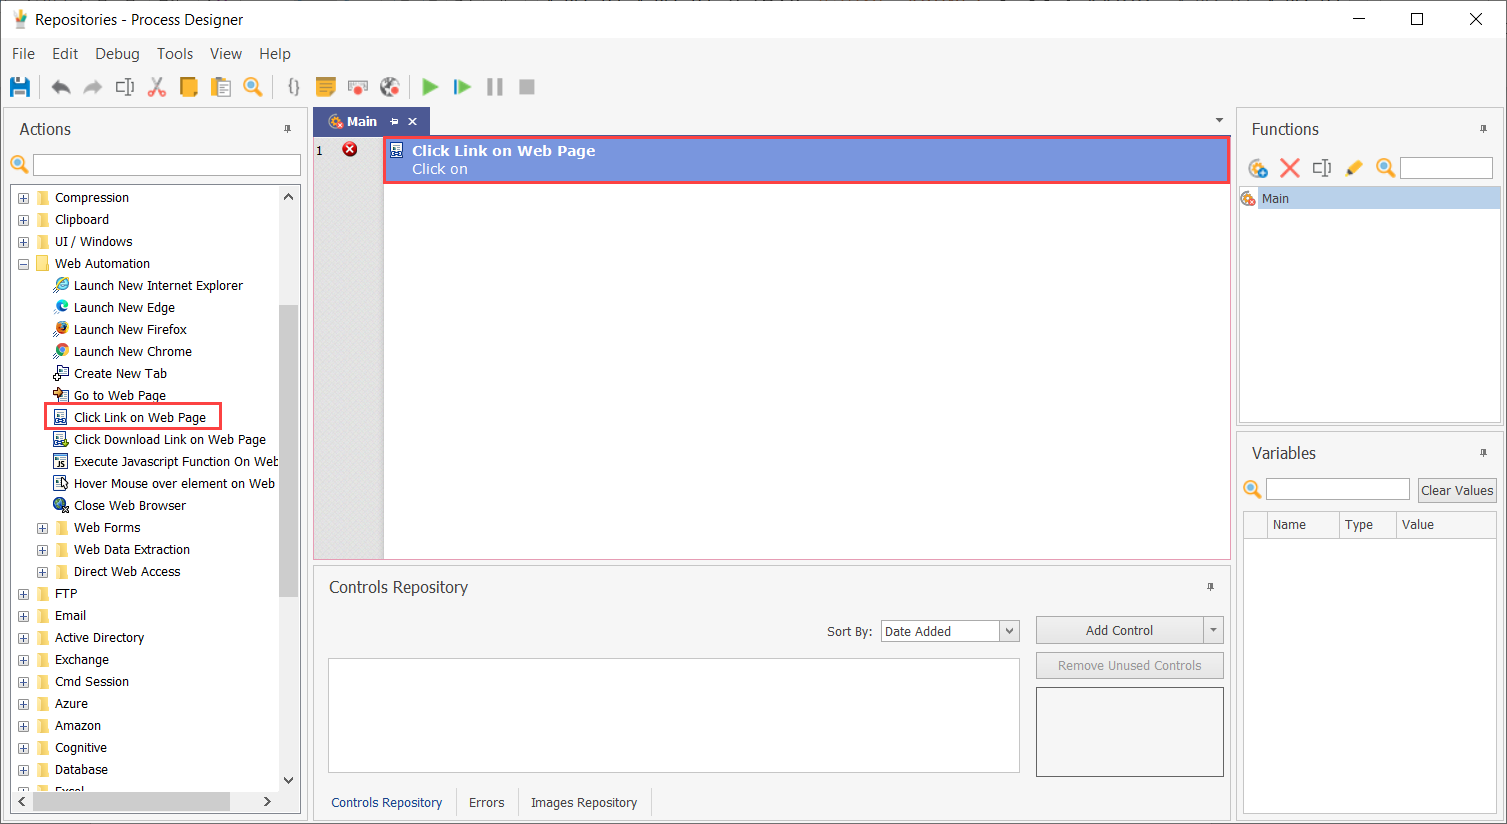 Repositories - Process Designer
File Edit Debug Tools View Help
Actions
Compression
Clipboard
UI / Windows
Web Automation
Launch New Internet Explorer
Launch New Edge
Launch New Firefox
Launch New Chrome
Create New Tab
Go to Web Page
Click Link on Web Page
Click Download Link on Web Page
Execute Javascript Function On Web
Hover Mouse over element on Web
Close Web Browser
Web Forms
Web Data Extraction
Direct Web Access
FTP
Email
Active Directory
Exchange
Cmd Session
Azure
Amazon
Cognitive
Database
Excel
Main
1
Click Link on Web Page
Click on
Controls Repository
Sort By: Date Added
Add Control
Remove Unused Controls
Controls Repository Errors Images Repository
Functions
Main
Variables
Clear Values
Name Type Value